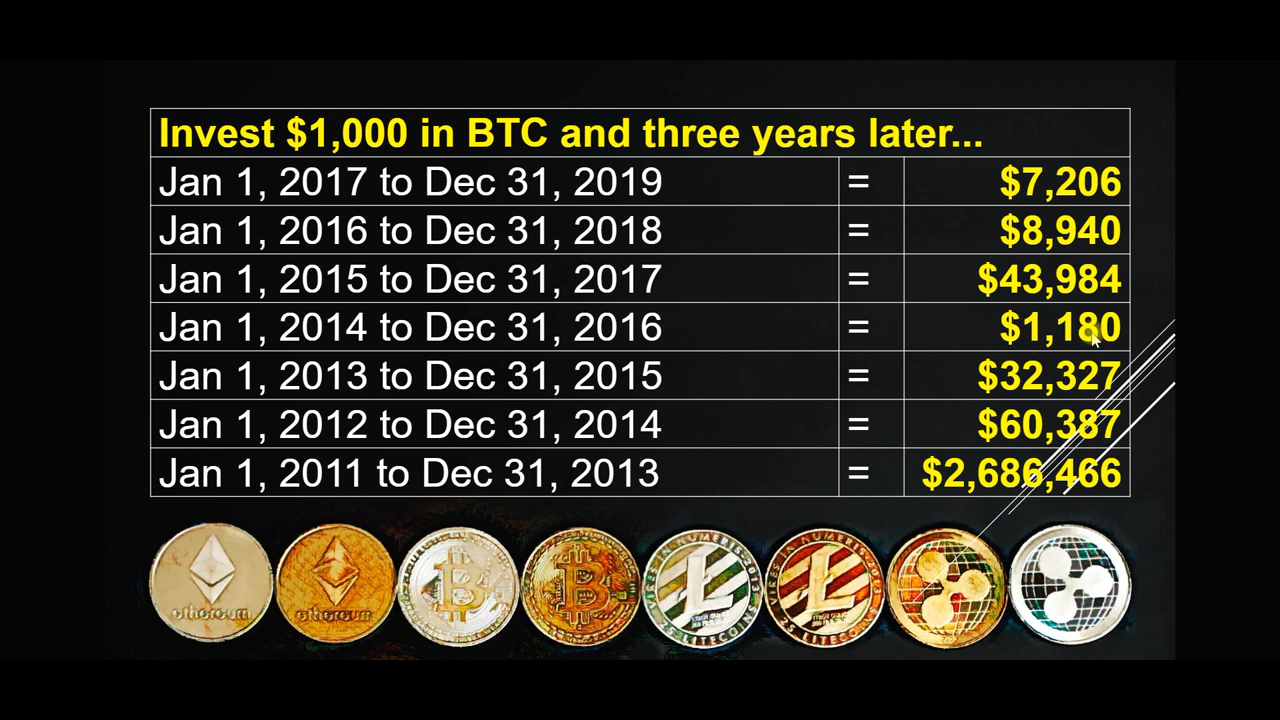 Invest $1,000 in BTC and three years later...
Jan 1, 2017 to Dec 31, 2019 = $7,206
Jan 1, 2016 to Dec 31, 2018 = $8,940
Jan 1, 2015 to Dec 31, 2017 = $43,984
Jan 1, 2014 to Dec 31, 2016 = $1,180
Jan 1, 2013 to Dec 31, 2015 = $32,327
Jan 1, 2012 to Dec 31, 2014 = $60,387
Jan 1, 2011 to Dec 31, 2013 = $2,686,466
ethereum ethereum